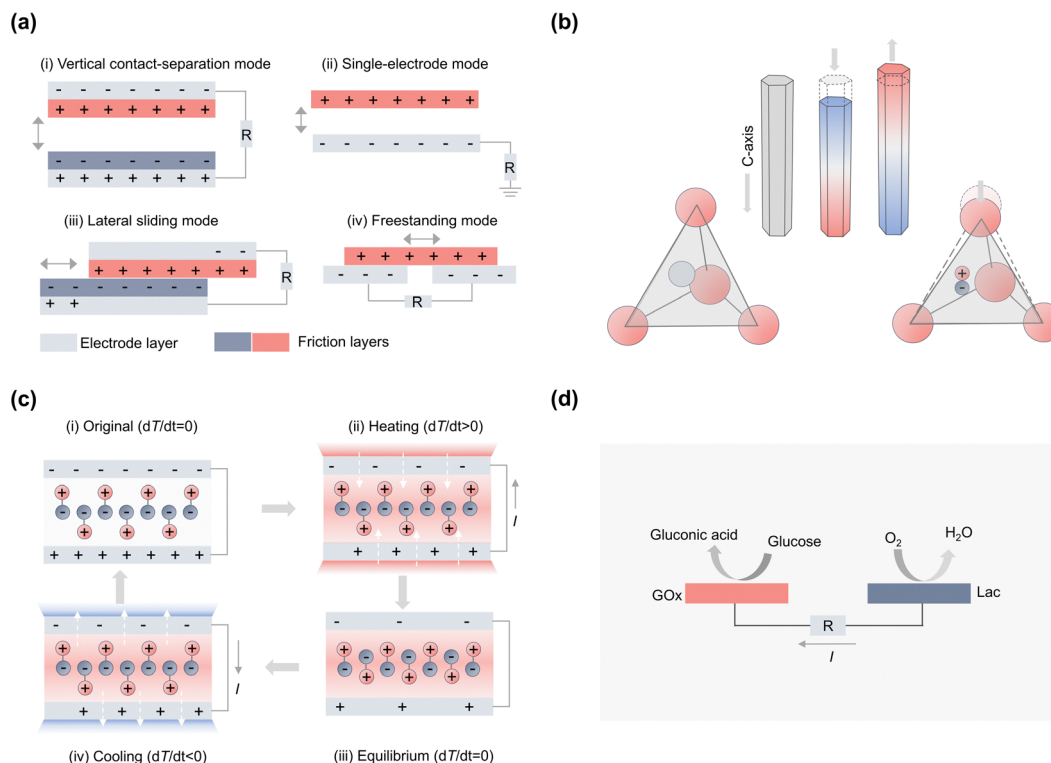 (a)
(i) Vertical contact-separation mode
- - - - - - -
+ + + + + + +
R
- - - - - - -
+ + + + + + +
(ii) Single-electrode mode
+ + + + + + +
- - - - - - -
R
(iii) Lateral sliding mode
- -
+ + + + + + +
R
- - - - - - -
+ +
(iv) Freestanding mode
+ + + + + +
- - - - - -
R
Electrode layer
Friction layers
(b)
C-axis
+
-
(c)
(i) Original (dT/dt=0)
- - - - - - -
+ + + +
- - - - - - -
+ + +
+ + + + + + +
(ii) Heating (dT/dt>0)
- - - -
+ + + +
- - - - - - -
+ + +
+ + + +
I
(iv) Cooling (dT/dt<0)
- - - -
+ + + +
- - - - - - -
+ + +
+ + + +
I
(iii) Equilibrium (dT/dt=0)
- - -
+ - + - + - +
- + - + - + -
+ + +
(d)
Gluconic acid
Glucose
O2
H2O
GOx
Lac
R
I